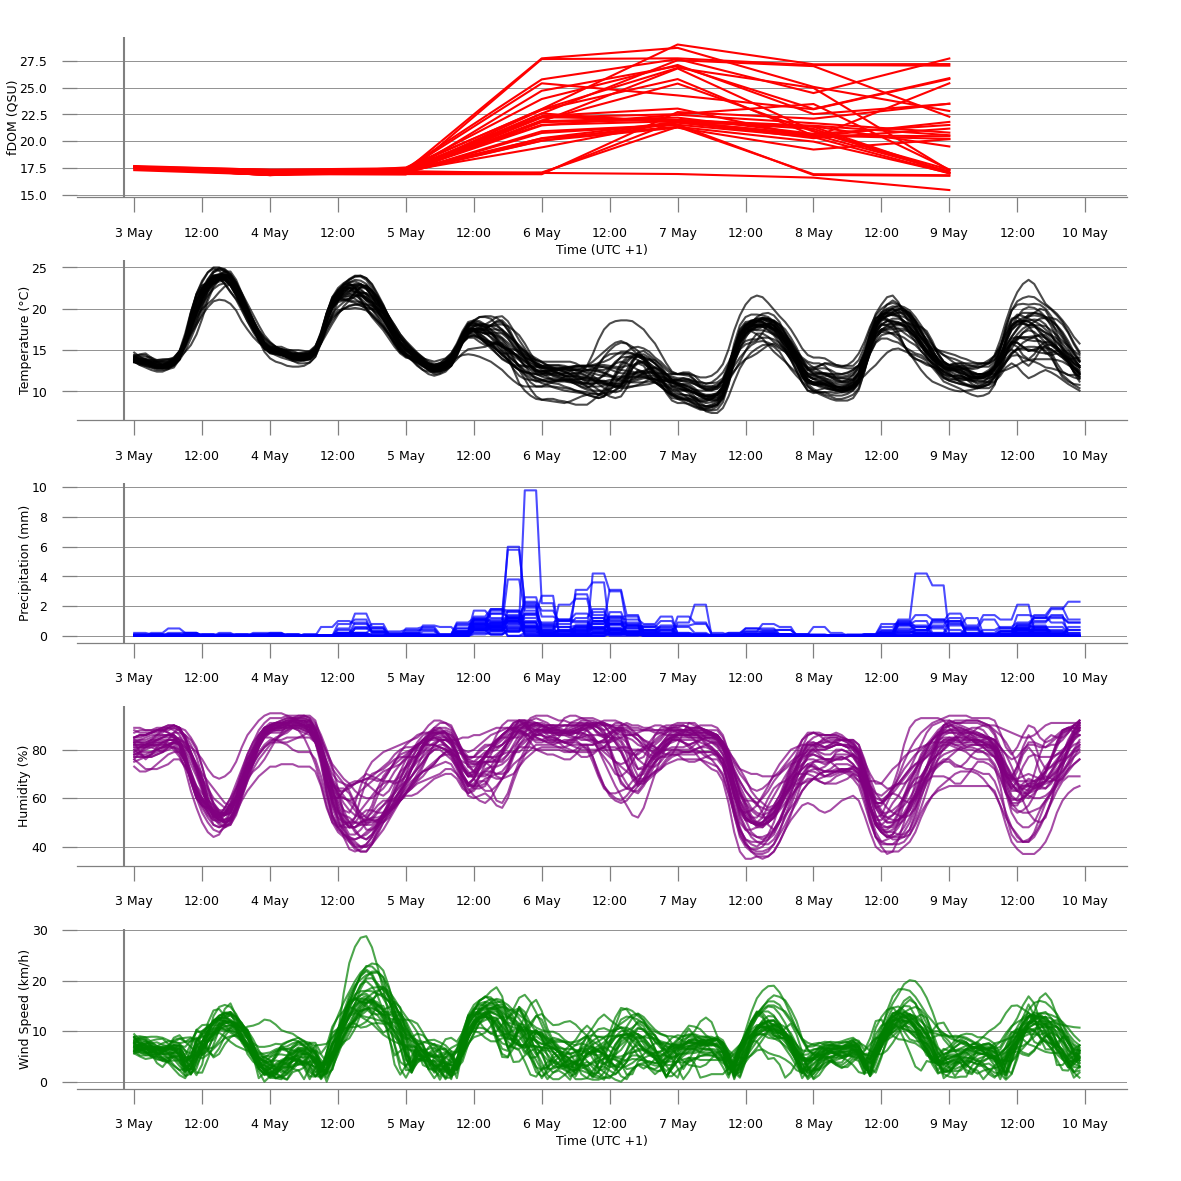 27.5
25.0
22.5
20.0
17.5
15.0
fDOM (QSU)
3 May 12:00 4 May 12:00 5 May 12:00 6 May 12:00 7 May 12:00 8 May 12:00 9 May 12:00 10 May
Time (UTC +1)
25
20
15
10
Temperature (°C)
3 May 12:00 4 May 12:00 5 May 12:00 6 May 12:00 7 May 12:00 8 May 12:00 9 May 12:00 10 May
10
8
6
4
2
0
Precipitation (mm)
3 May 12:00 4 May 12:00 5 May 12:00 6 May 12:00 7 May 12:00 8 May 12:00 9 May 12:00 10 May
80
60
40
Humidity (%)
3 May 12:00 4 May 12:00 5 May 12:00 6 May 12:00 7 May 12:00 8 May 12:00 9 May 12:00 10 May
30
20
10
0
Wind Speed (km/h)
3 May 12:00 4 May 12:00 5 May 12:00 6 May 12:00 7 May 12:00 8 May 12:00 9 May 12:00 10 May
Time (UTC +1)